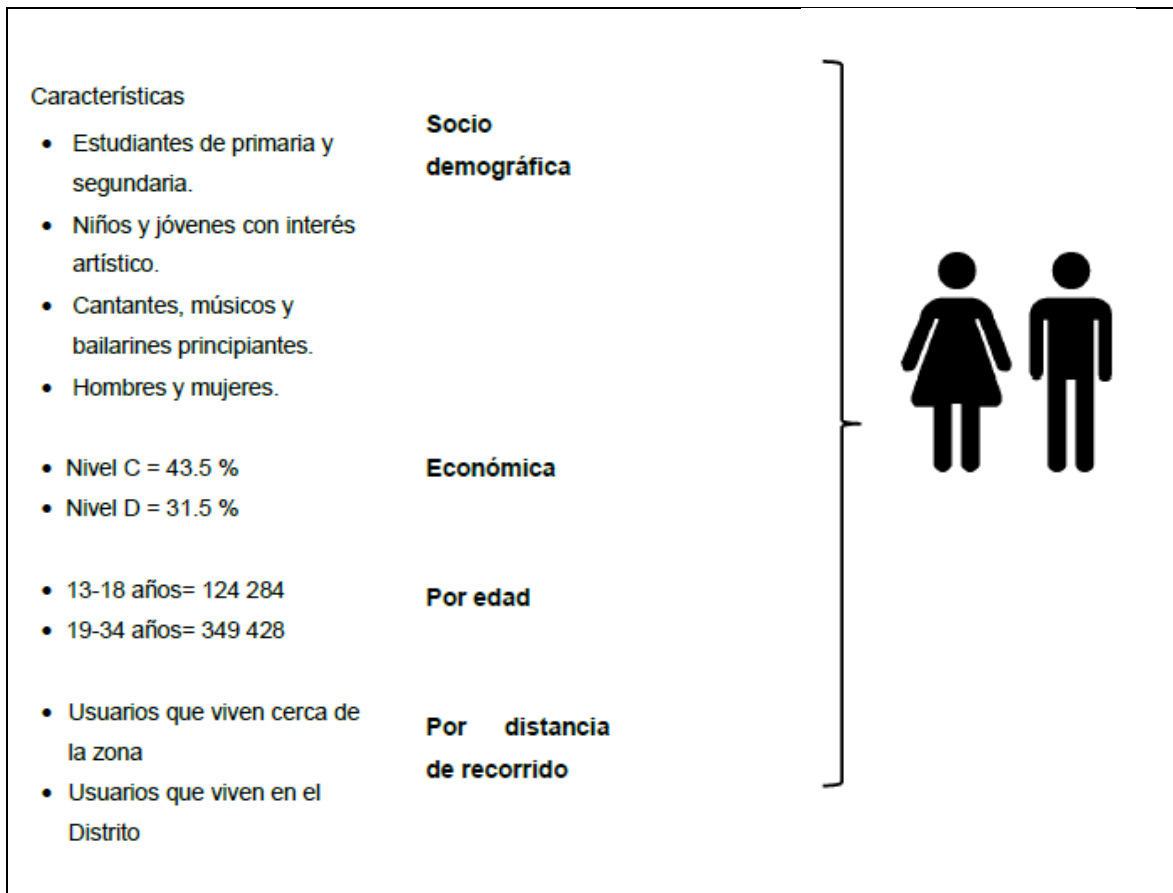 Características
• Estudiantes de primaria y
segundaria.
• Niños y jóvenes con interés
artístico.
• Cantantes, músicos y
bailarines principiantes.
• Hombres y mujeres.
Socio
demográfica
• Nivel C = 43.5 %
• Nivel D = 31.5 %
Económica
• 13-18 años= 124 284
• 19-34 años= 349 428
Por edad
• Usuarios que viven cerca de
la zona
• Usuarios que viven en el
Distrito
Por distancia
de recorrido